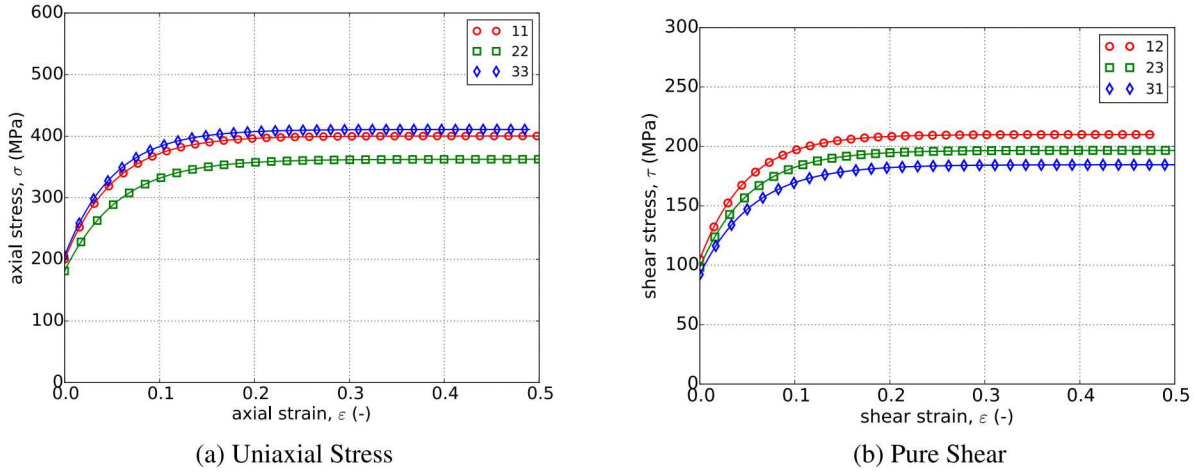 600
500
400
300
200
100
0
0.0 0.1 0.2 0.3 0.4 0.5
axial stress, σ (MPa)
axial strain, ε (-)
11
22
33
(a) Uniaxial Stress
300
250
200
150
100
50
0
0.0 0.1 0.2 0.3 0.4 0.5
shear stress, τ (MPa)
shear strain, ε (-)
12
23
31
(b) Pure Shear